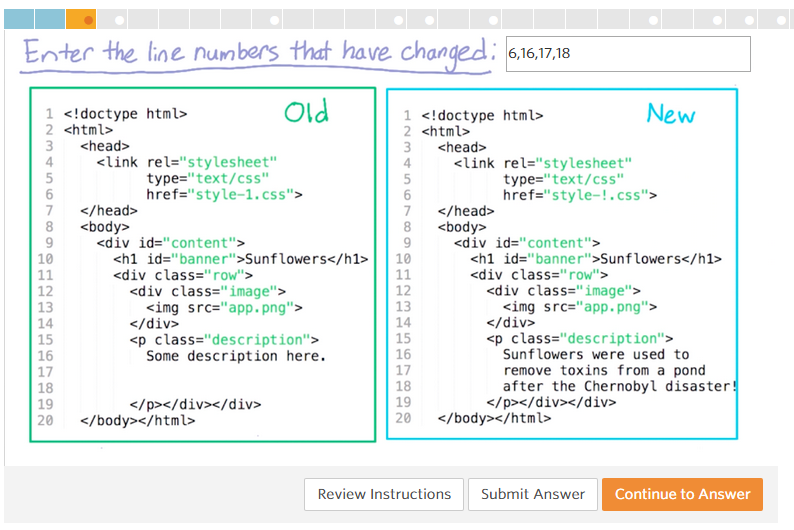 Enter the line numbers that have changed: 6,16,17,18
Old
1 <!doctype html>
2 <html>
3 <head>
4 <link rel="stylesheet"
5 type="text/css"
6 href="style-1.css">
7 </head>
8 <body>
9 <div id="content">
10 <h1 id="banner">Sunflowers</h1>
11 <div class="row">
12 <div class="image">
13 <img src="app.png">
14 </div>
15 <p class="description">
16 Some description here.
17
18
19 </p></div></div>
20 </body></html>
New
1 <!doctype html>
2 <html>
3 <head>
4 <link rel="stylesheet"
5 type="text/css"
6 href="style-!.css">
7 </head>
8 <body>
9 <div id="content">
10 <h1 id="banner">Sunflowers</h1>
11 <div class="row">
12 <div class="image">
13 <img src="app.png">
14 </div>
15 <p class="description">
16 Sunflowers were used to
17 remove toxins from a pond
18 after the Chernobyl disaster!
19 </p></div></div>
20 </body></html>
Review Instructions
Submit Answer
Continue to Answer